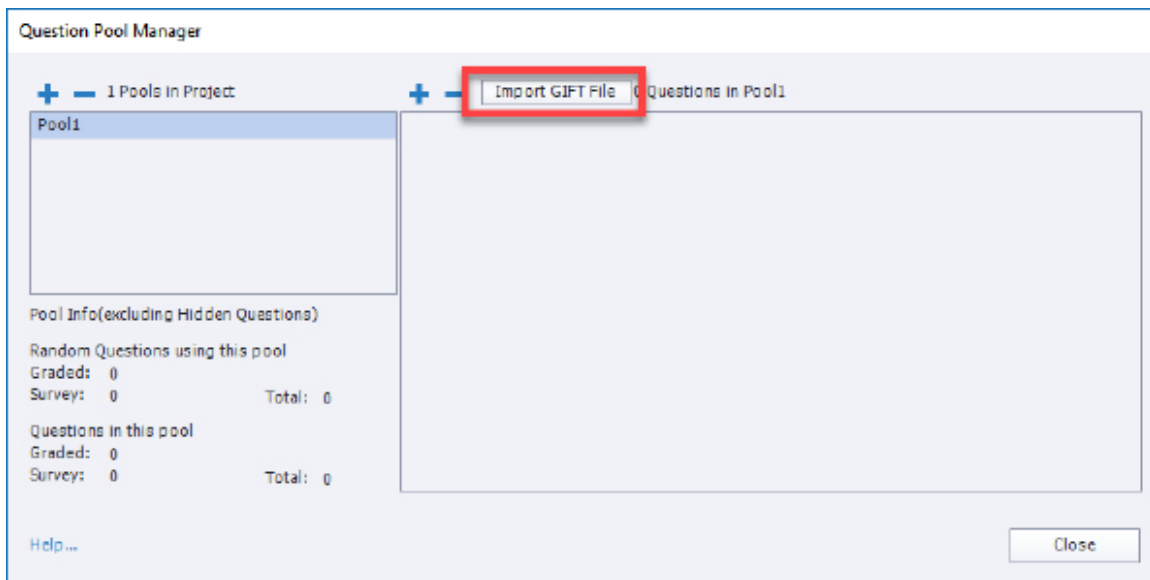 Question Pool Manager
1 Pools in Project
Import GIFT File
0 Questions in Pool1
Pool1
Pool Info(excluding Hidden Questions)
Random Questions using this pool
Graded: 0
Survey: 0 Total: 0
Questions in this pool
Graded: 0
Survey: 0 Total: 0
Help...
Close